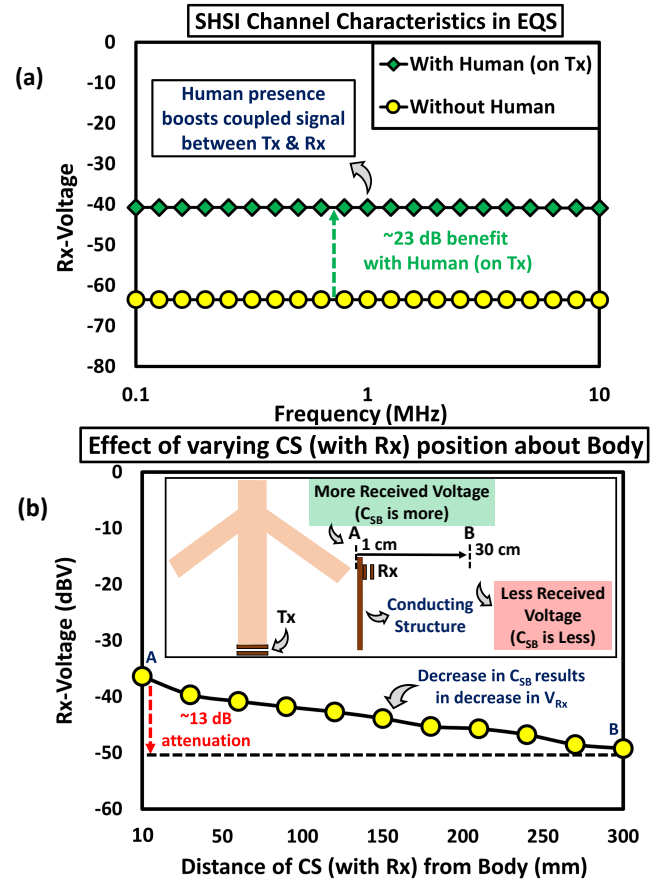 SHSI Channel Characteristics in EQS
(a)
0
-10
-20
-30
-40
-50
-60
-70
-80
Rx-Voltage
With Human (on Tx)
Without Human
Human presence
boosts coupled signal
between Tx & Rx
~23 dB benefit
with Human (on Tx)
0.1
1
10
Frequency (MHz)
Effect of varying CS (with Rx) position about Body
(b)
0
-10
-20
-30
-40
-50
-60
Rx-Voltage (dBV)
More Received Voltage
(CSB is more)
A
B
1 cm
30 cm
Rx
Tx
Conducting
Structure
Less Received
Voltage
(CSB is Less)
A
~13 dB
attenuation
Decrease in CSB results
in decrease in VRx
B
10
50
100
150
200
250
300
Distance of CS (with Rx) from Body (mm)